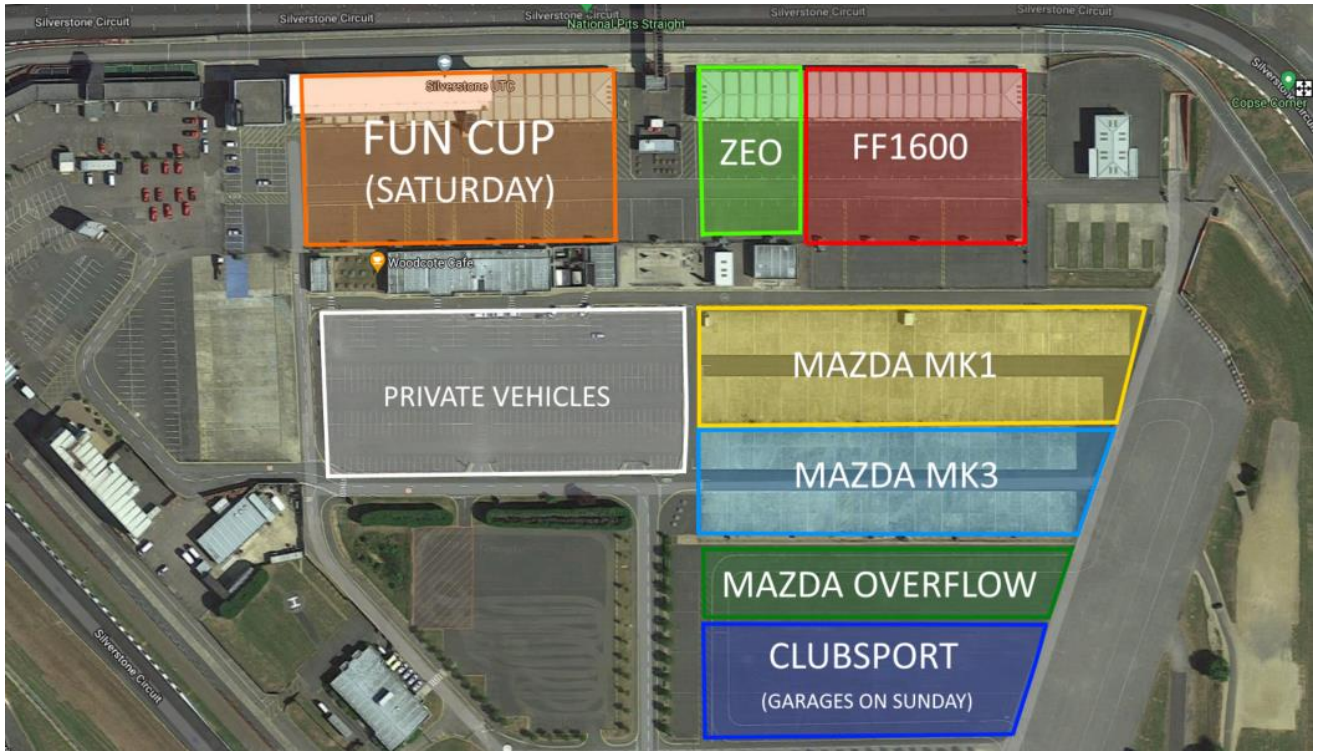 Silverstone Circuit
Silverstone Circuit
Silverstone Circuit
Silverstone Circuit
Silverstone Circuit
National Pits Straight
Silverstone Circuit
Copse Corner
Silverstone UTC
FUN CUP
(SATURDAY)
ZEO
FF1600
Woodcote Cafe
PRIVATE VEHICLES
MAZDA MK1
MAZDA MK3
MAZDA OVERFLOW
CLUBSPORT
(GARAGES ON SUNDAY)
H
Silverstone Circuit